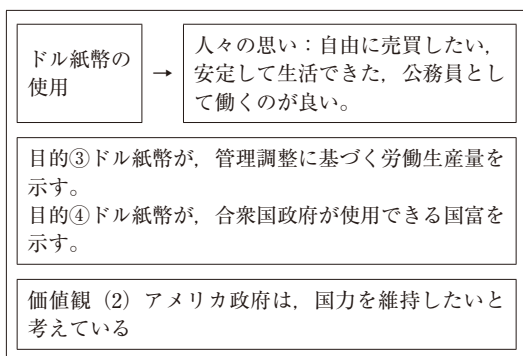 ドル紙幣の
使用
→
人々の思い：自由に売買したい，
安定して生活できた，公務員とし
て働くのが良い。
目的③ドル紙幣が，管理調整に基づく労働生産量を
示す。
目的④ドル紙幣が，合衆国政府が使用できる国富を
示す。
価値観（2）アメリカ政府は，国力を維持したいと
考えている